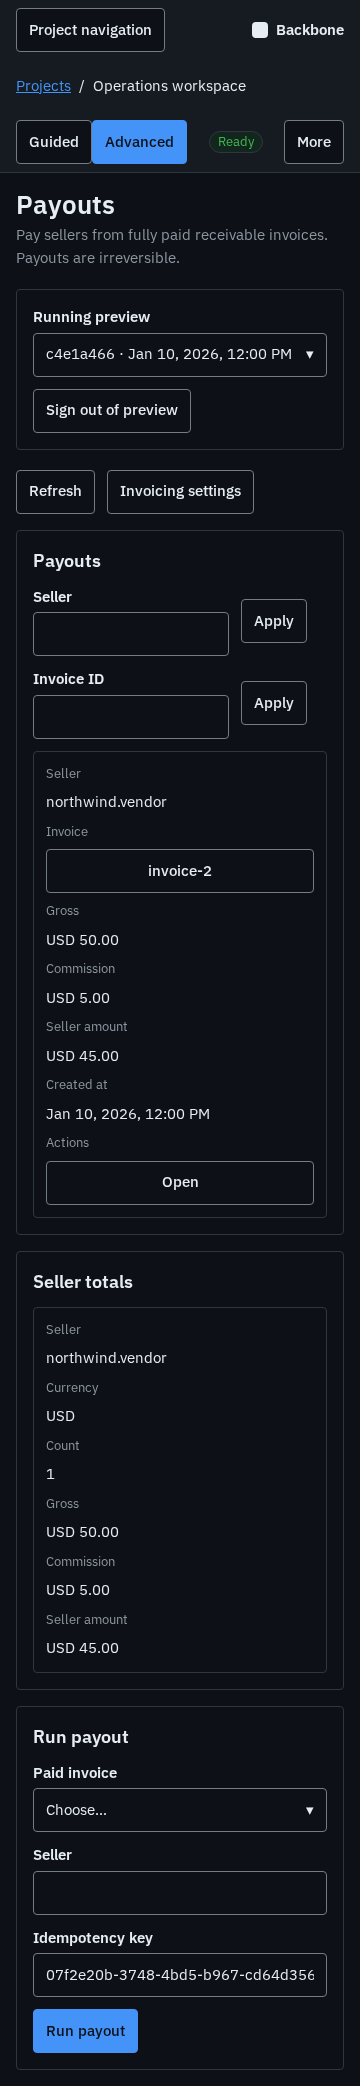 Project navigation
Backbone
Projects / Operations workspace
Guided
Advanced
Ready
More
Payouts
Pay sellers from fully paid receivable invoices.
Payouts are irreversible.
Running preview
c4e1a466 · Jan 10, 2026, 12:00 PM ▾
Sign out of preview
Refresh
Invoicing settings
Payouts
Seller
Apply
Invoice ID
Apply
Seller
northwind.vendor
Invoice
invoice-2
Gross
USD 50.00
Commission
USD 5.00
Seller amount
USD 45.00
Created at
Jan 10, 2026, 12:00 PM
Actions
Open
Seller totals
Seller
northwind.vendor
Currency
USD
Count
1
Gross
USD 50.00
Commission
USD 5.00
Seller amount
USD 45.00
Run payout
Paid invoice
Choose... ▾
Seller
Idempotency key
07f2e20b-3748-4bd5-b967-cd64d356
Run payout